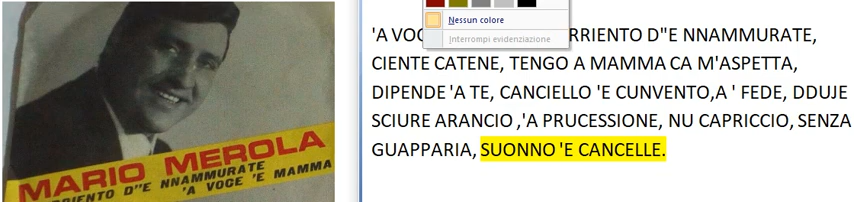 MARIO MEROLA
RRIENTO D"E NNAMMURATE
'A VOCE 'E MAMMA
Nessun colore
Interrompi evidenziazione
'A VOC RRIENTO D"E NNAMMURATE,
CIENTE CATENE, TENGO A MAMMA CA M'ASPETTA,
DIPENDE 'A TE, CANCIELLO 'E CUNVENTO,A ' FEDE, DDUJE
SCIURE ARANCIO ,'A PRUCESSIONE, NU CAPRICCIO, SENZA
GUAPPARIA, SUONNO 'E CANCELLE.